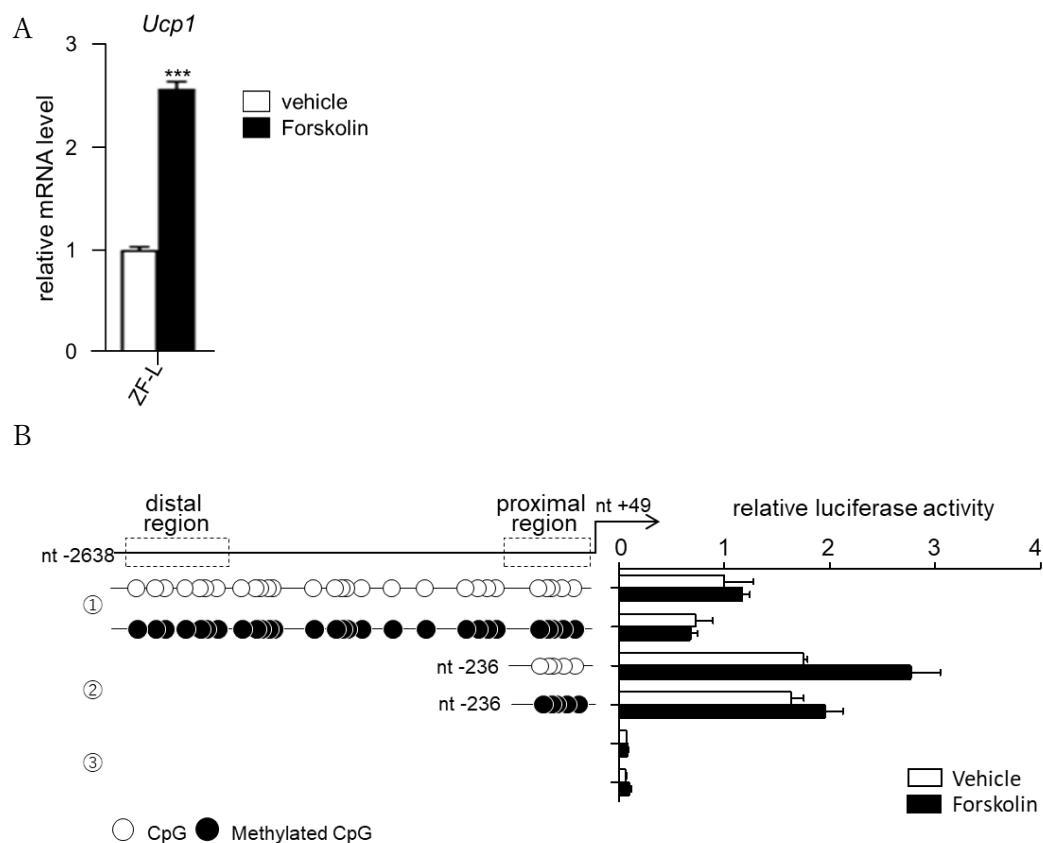 A
Ucp1
3
2
1
0
relative mRNA level
***
vehicle
Forskolin
ZF-L
B
distal
region
proximal
region
nt +49
relative luciferase activity
nt -2638
0 1 2 3 4
①
②
nt -236
nt -236
③
Vehicle
Forskolin
CpG
Methylated CpG